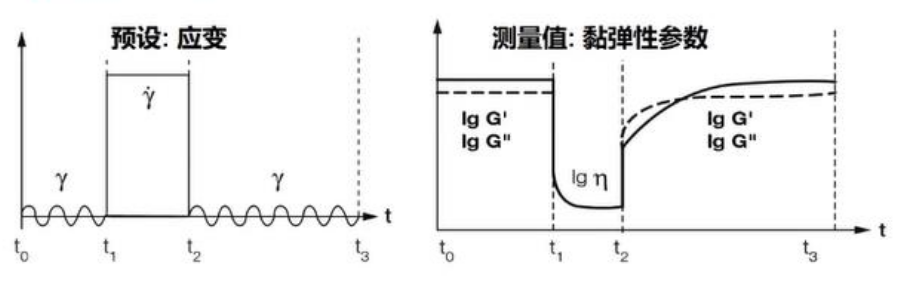 预设: 应变
γ̇
γ
γ
t
t₀
t₁
t₂
t₃
测量值: 黏弹性参数
lg G'
lg G"
lg η
lg G'
lg G"
t
t₀
t₁
t₂
t₃